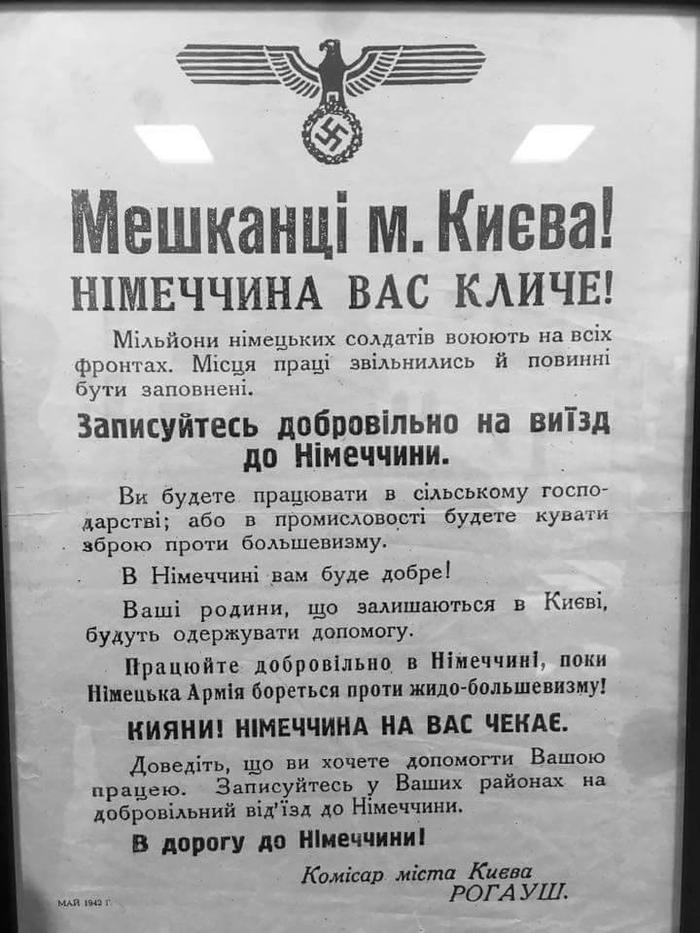 Мешканці м. Києва!
НІМЕЧЧИНА ВАС КЛИЧЕ!
Мільйони німецьких солдатів воюють на всіх
фронтах. Місця праці звільнились й повинні
бути заповнені.
Записуйтесь добровільно на виїзд
до Німеччини.
Ви будете працювати в сільському госпо-
дарстві; або в промисловості будете кувати
зброю проти большевизму.
В Німеччині вам буде добре!
Ваші родини, що залишаються в Києві,
будуть одержувати допомогу.
Працюйте добровільно в Німеччині, поки
Німецька Армія бореться проти жидо-большевизму!
КИЯНИ! НІМЕЧЧИНА НА ВАС ЧЕКАЄ.
Доведіть, що ви хочете допомогти Вашою
працею. Записуйтесь у Ваших районах на
добровільний від'їзд до Німеччини.
В дорогу до Німеччини!
Комісар міста Києва
РОГАУШ.
МАЙ 1942 Г.